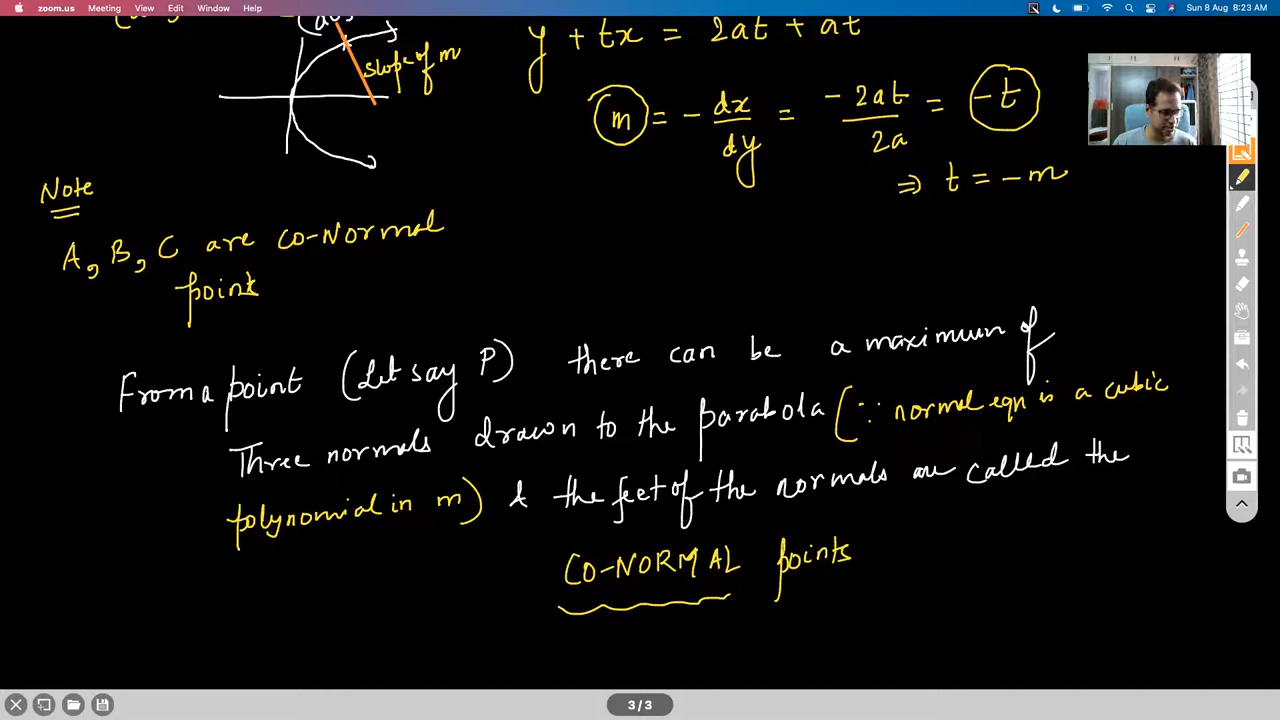 zoom.us Meeting View Edit Window Help
Sun 8 Aug 8:23 AM
y + tx = 2at + at
slope of m
m = - dx/dy = - 2at/2a = -t
⇒ t = -m
Note
A, B, C are co-Normal
point
From a point (Let say P) there can be a maximum of
Three normals drawn to the parabola (∵ normal eqn is a cubic
polynomial in m) & the feet of the normals are called the
CO-NORMAL points
3/3